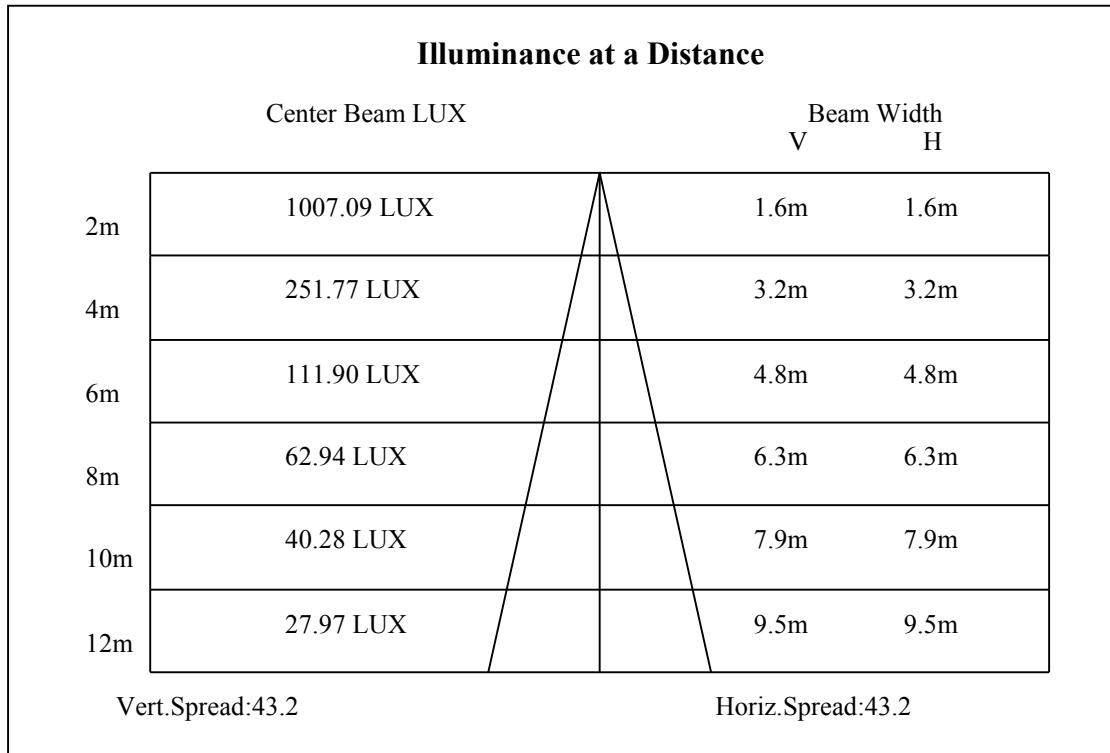 Illuminance at a Distance
Center Beam LUX Beam Width
V H
2m 1007.09 LUX 1.6m 1.6m
4m 251.77 LUX 3.2m 3.2m
6m 111.90 LUX 4.8m 4.8m
8m 62.94 LUX 6.3m 6.3m
10m 40.28 LUX 7.9m 7.9m
12m 27.97 LUX 9.5m 9.5m
Vert.Spread:43.2 Horiz.Spread:43.2